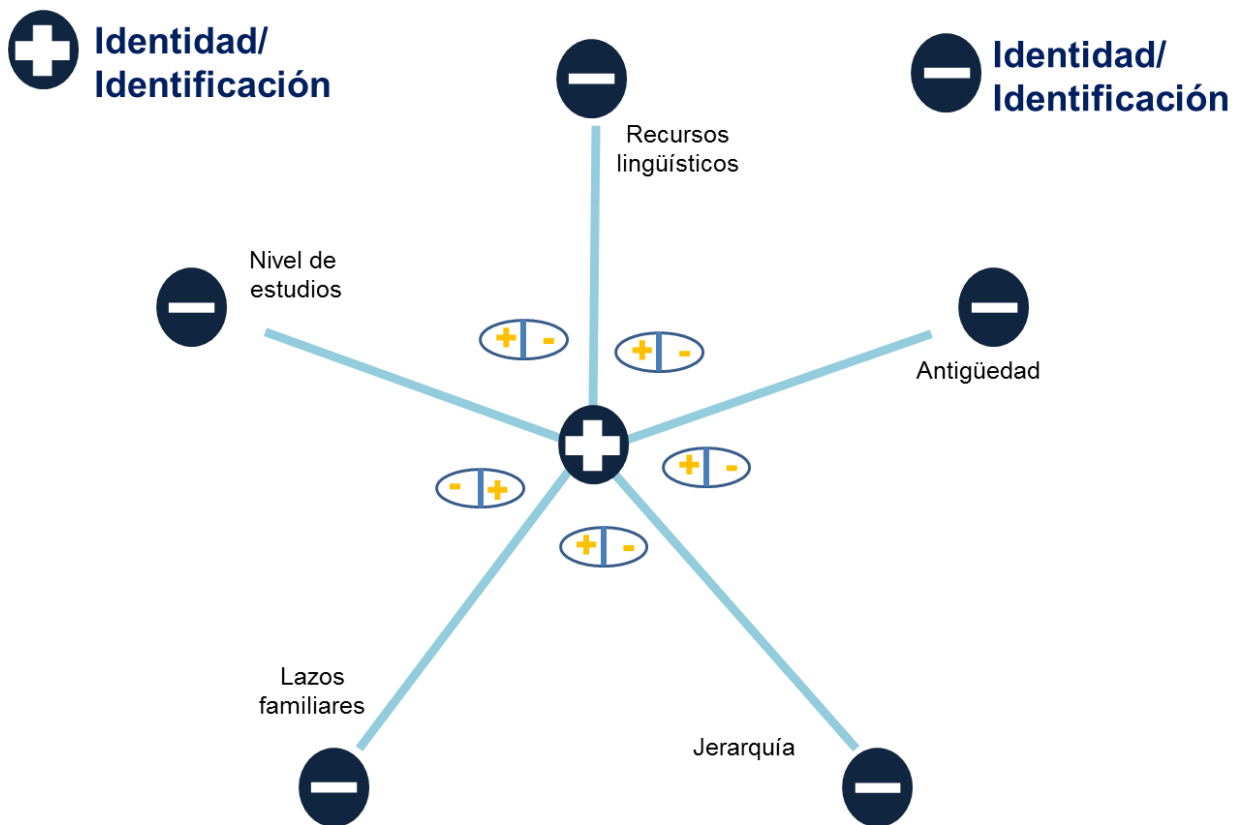 Identidad/
Identificación
Identidad/
Identificación
Recursos
lingüísticos
Nivel de
estudios
Antigüedad
+ -
+ -
+ -
- +
+ -
Lazos
familiares
Jerarquía